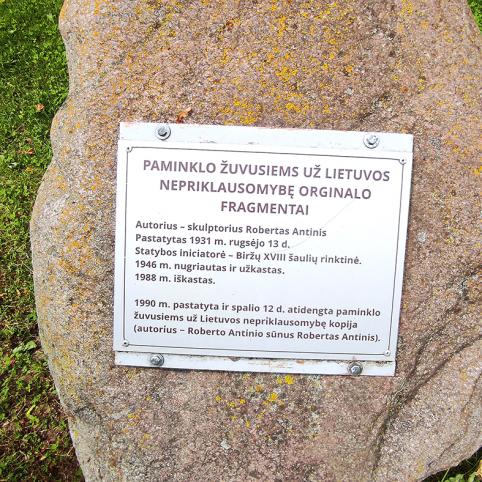 PAMINKLO ŽUVUSIEMS UŽ LIETUVOS
NEPRIKLAUSOMYBĘ ORGINALO
FRAGMENTAI
Autorius – skulptorius Robertas Antinis
Pastatytas 1931 m. rugsėjo 13 d.
Statybos iniciatorė – Biržų XVIII šaulių rinktinė.
1946 m. nugriautas ir užkastas.
1988 m. iškastas.
1990 m. pastatyta ir spalio 12 d. atidengta paminklo
žuvusiems už Lietuvos nepriklausomybę kopija
(autorius – Roberto Antinio sūnus Robertas Antinis).